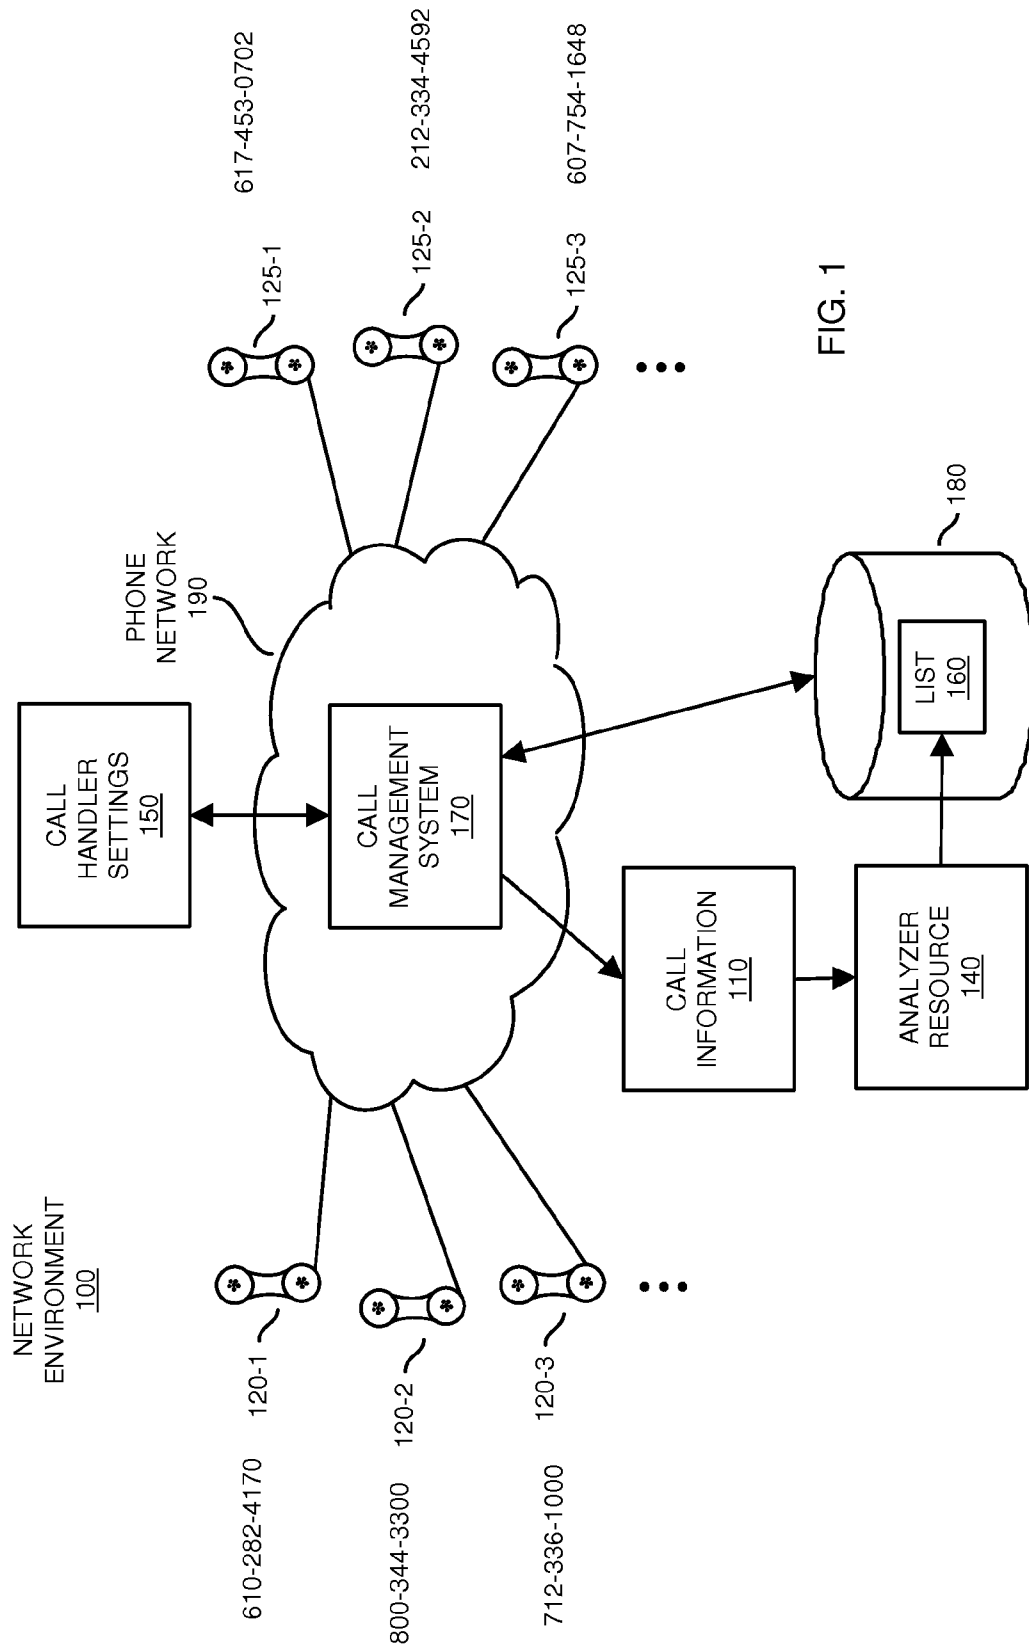 NETWORK
ENVIRONMENT
100
CALL
HANDLER
SETTINGS
150
PHONE
NETWORK
190
610-282-4170
120-1
800-344-3300
120-2
712-336-1000
120-3
CALL
MANAGEMENT
SYSTEM
170
125-1
617-453-0702
125-2
212-334-4592
125-3
607-754-1648
CALL
INFORMATION
110
ANALYZER
RESOURCE
140
LIST
160
180
FIG. 1